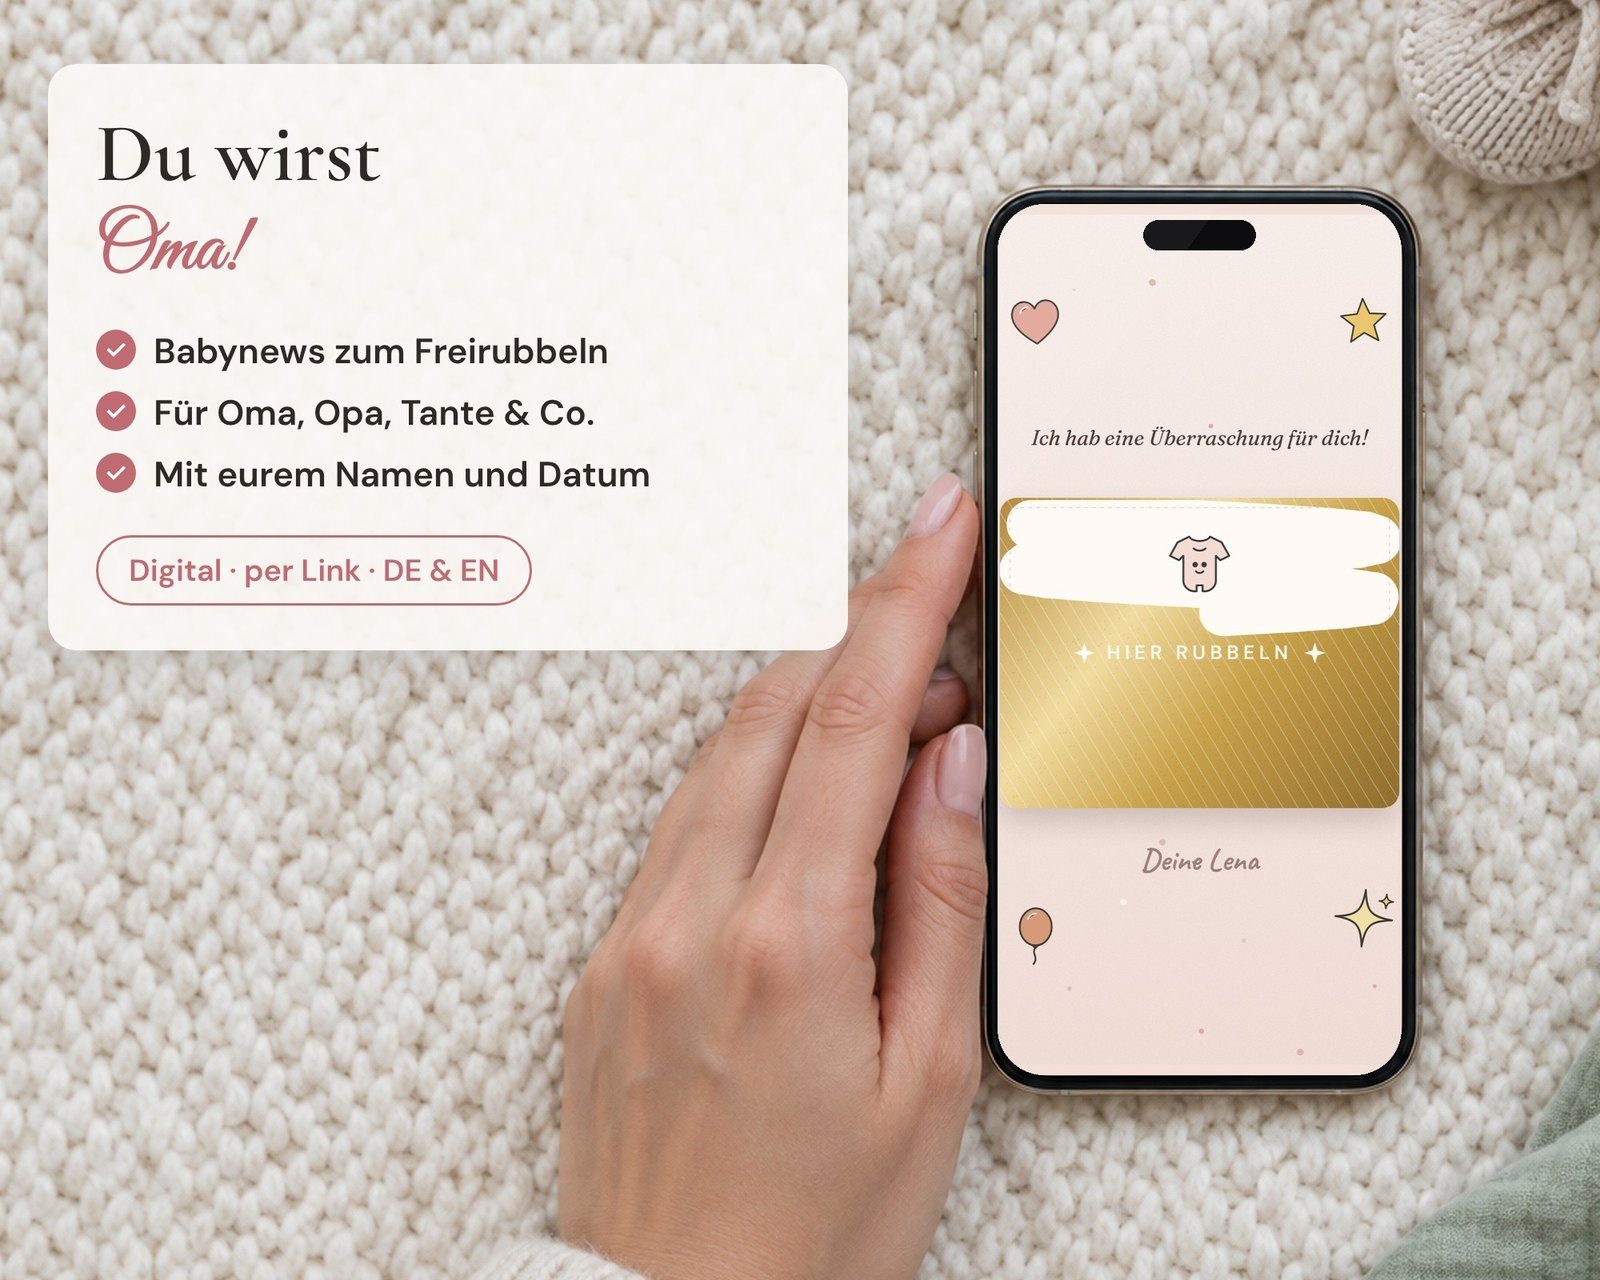 Du wirst
Oma!
Babynews zum Freirubbeln
Für Oma, Opa, Tante & Co.
Mit eurem Namen und Datum
Digital · per Link · DE & EN
Ich hab eine Überraschung für dich!
HIER RUBBELN
Deine Lena